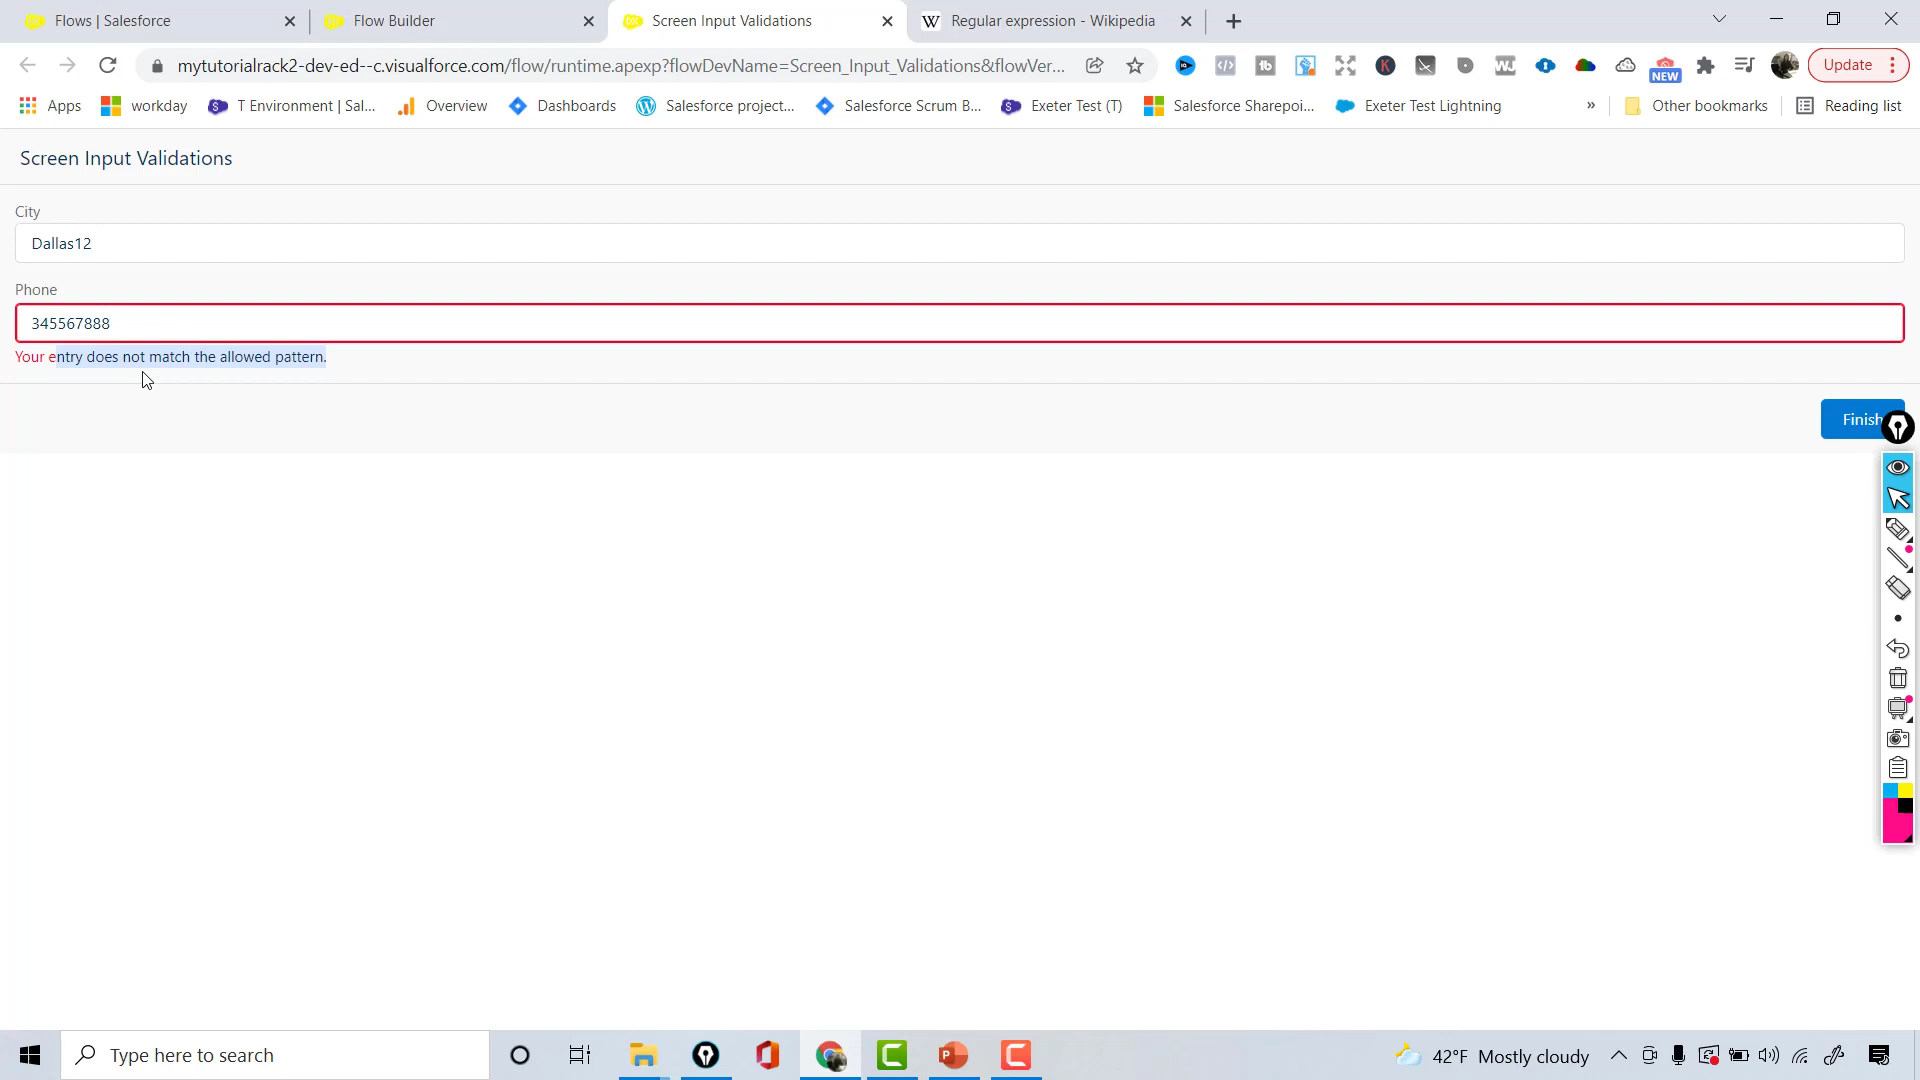 Flows | Salesforce
Flow Builder
Screen Input Validations
Regular expression - Wikipedia
mytutorialrack2-dev-ed--c.visualforce.com/flow/runtime.apexp?flowDevName=Screen_Input_Validations&flowVer...
Update
Apps
workday
T Environment | Sal...
Overview
Dashboards
Salesforce project...
Salesforce Scrum B...
Exeter Test (T)
Salesforce Sharepoi...
Exeter Test Lightning
»
Other bookmarks
Reading list
NEW
Screen Input Validations
City
Dallas12
Phone
345567888
Your entry does not match the allowed pattern.
Finish
Type here to search
42°F Mostly cloudy